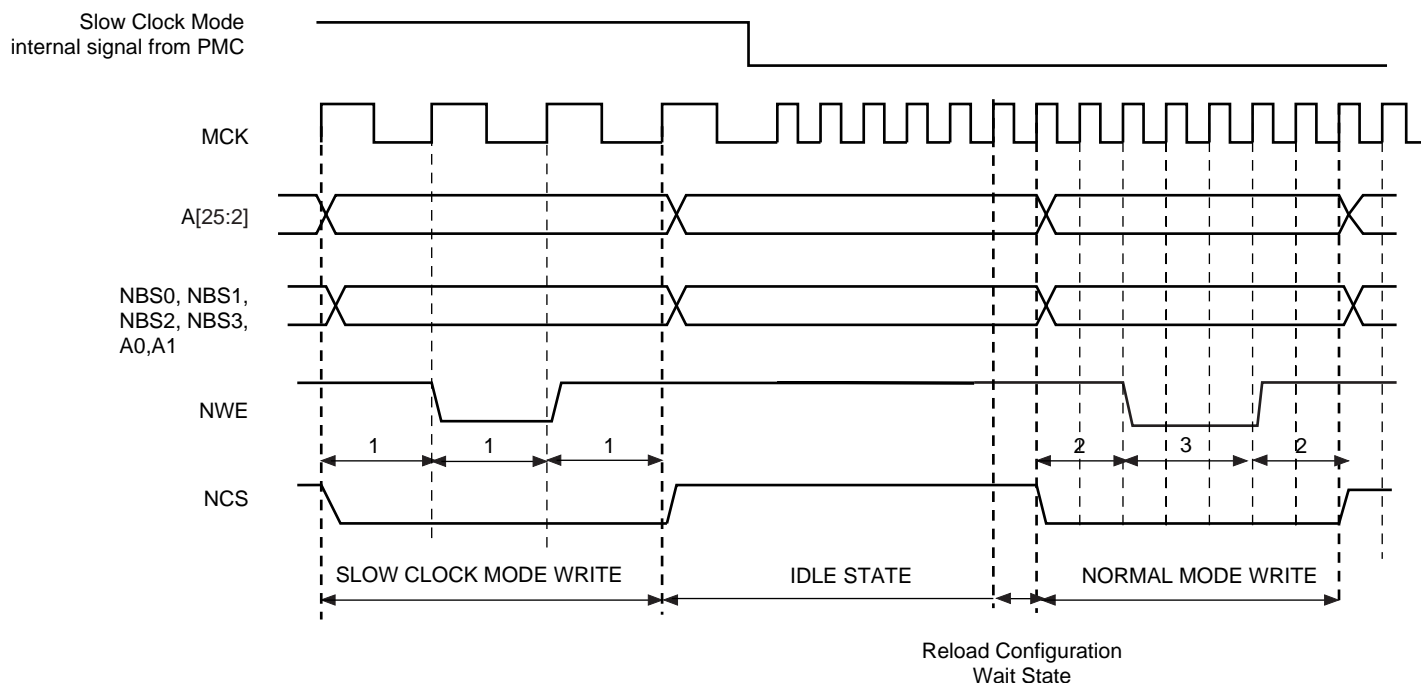 Slow Clock Mode
internal signal from PMC
MCK
A[25:2]
NBS0, NBS1,
NBS2, NBS3,
A0,A1
NWE
1 1 1 2 3 2
NCS
SLOW CLOCK MODE WRITE IDLE STATE NORMAL MODE WRITE
Reload Configuration
Wait State